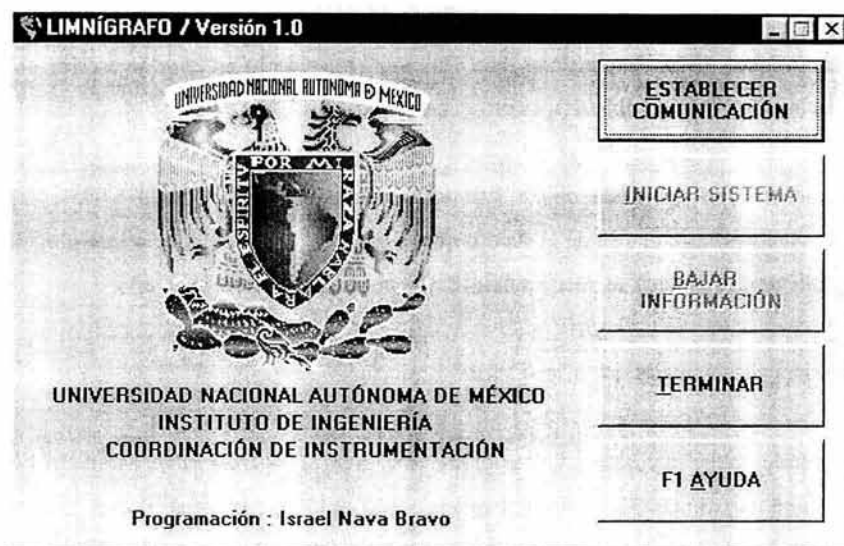 LIMNÍGRAFO / Versión 1.0
UNIVERSIDAD NACIONAL AUTONOMA D MEXICO
POR MI RAZA HABLARA EL ESPIRITU
UNIVERSIDAD NACIONAL AUTÓNOMA DE MÉXICO
INSTITUTO DE INGENIERÍA
COORDINACIÓN DE INSTRUMENTACIÓN
Programación : Israel Nava Bravo
ESTABLECER
COMUNICACIÓN
INICIAR SISTEMA
BAJAR
INFORMACIÓN
TERMINAR
F1 AYUDA